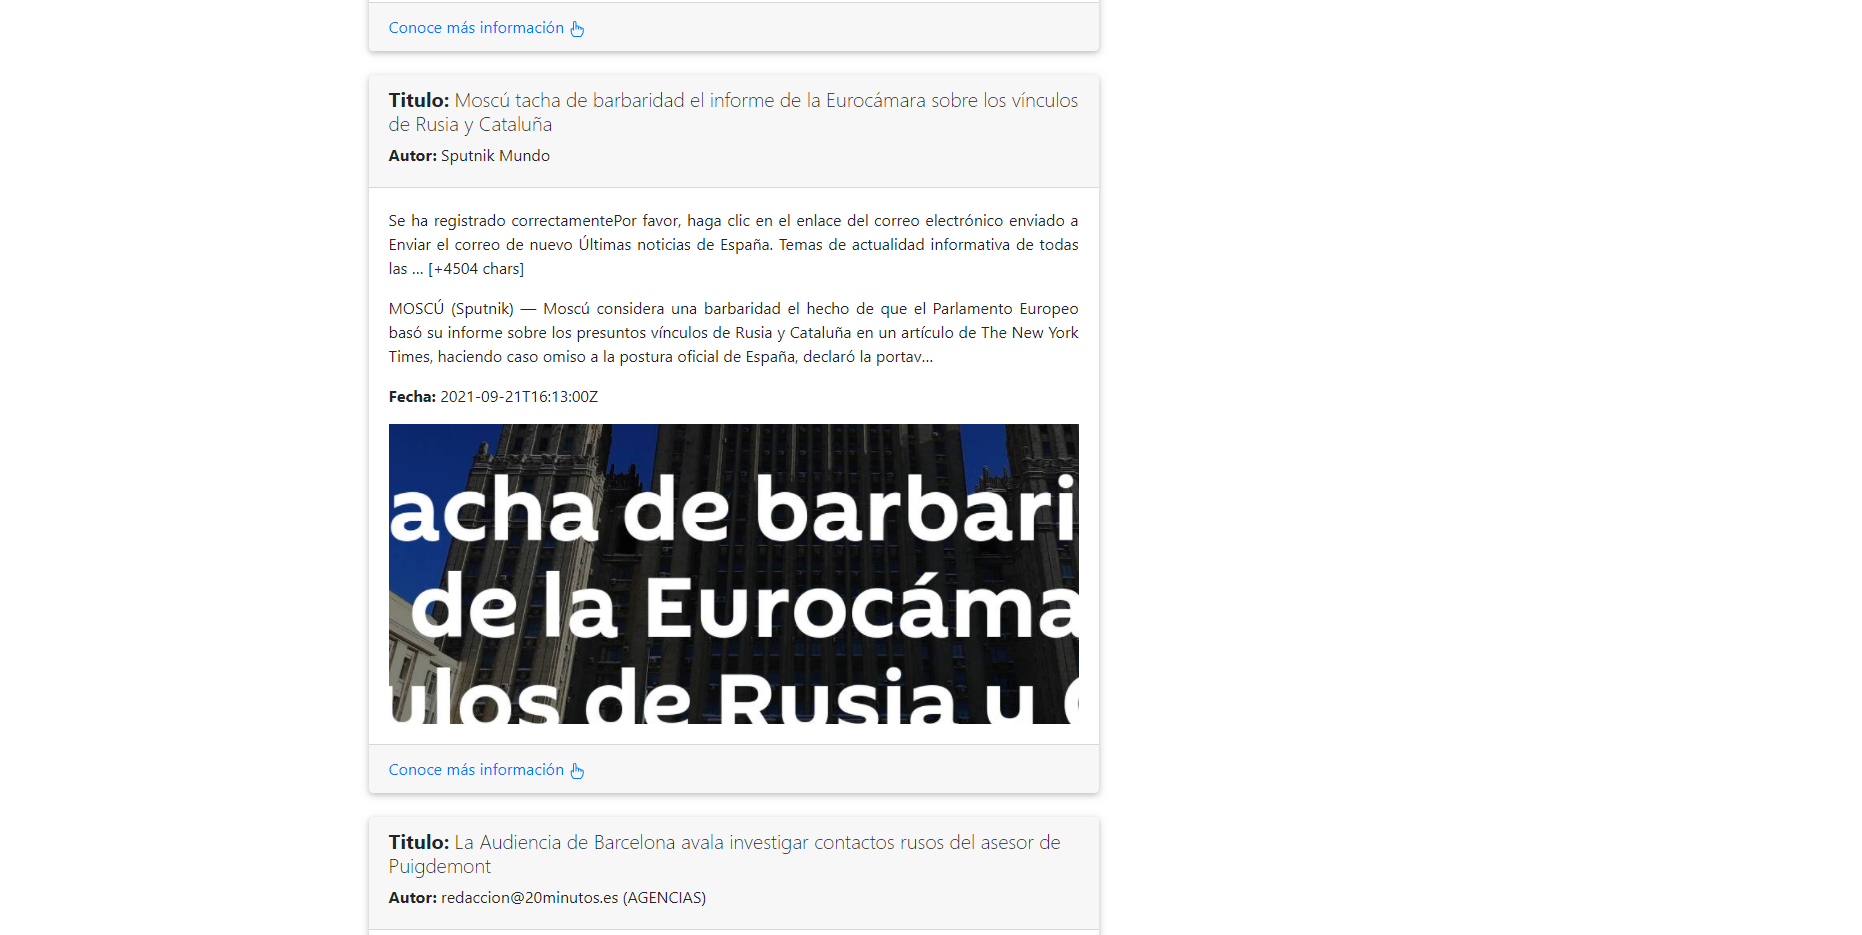 Conoce más información
Titulo: Moscú tacha de barbaridad el informe de la Eurocámara sobre los vínculos
de Rusia y Cataluña
Autor: Sputnik Mundo
Se ha registrado correctamentePor favor, haga clic en el enlace del correo electrónico enviado a
Enviar el correo de nuevo Últimas noticias de España. Temas de actualidad informativa de todas
las … [+4504 chars]
MOSCÚ (Sputnik) — Moscú considera una barbaridad el hecho de que el Parlamento Europeo
basó su informe sobre los presuntos vínculos de Rusia y Cataluña en un artículo de The New York
Times, haciendo caso omiso a la postura oficial de España, declaró la portav…
Fecha: 2021-09-21T16:13:00Z
acha de barbari
de la Eurocáma
ulos de Rusia y C
Conoce más información
Titulo: La Audiencia de Barcelona avala investigar contactos rusos del asesor de
Puigdemont
Autor: redaccion@20minutos.es (AGENCIAS)